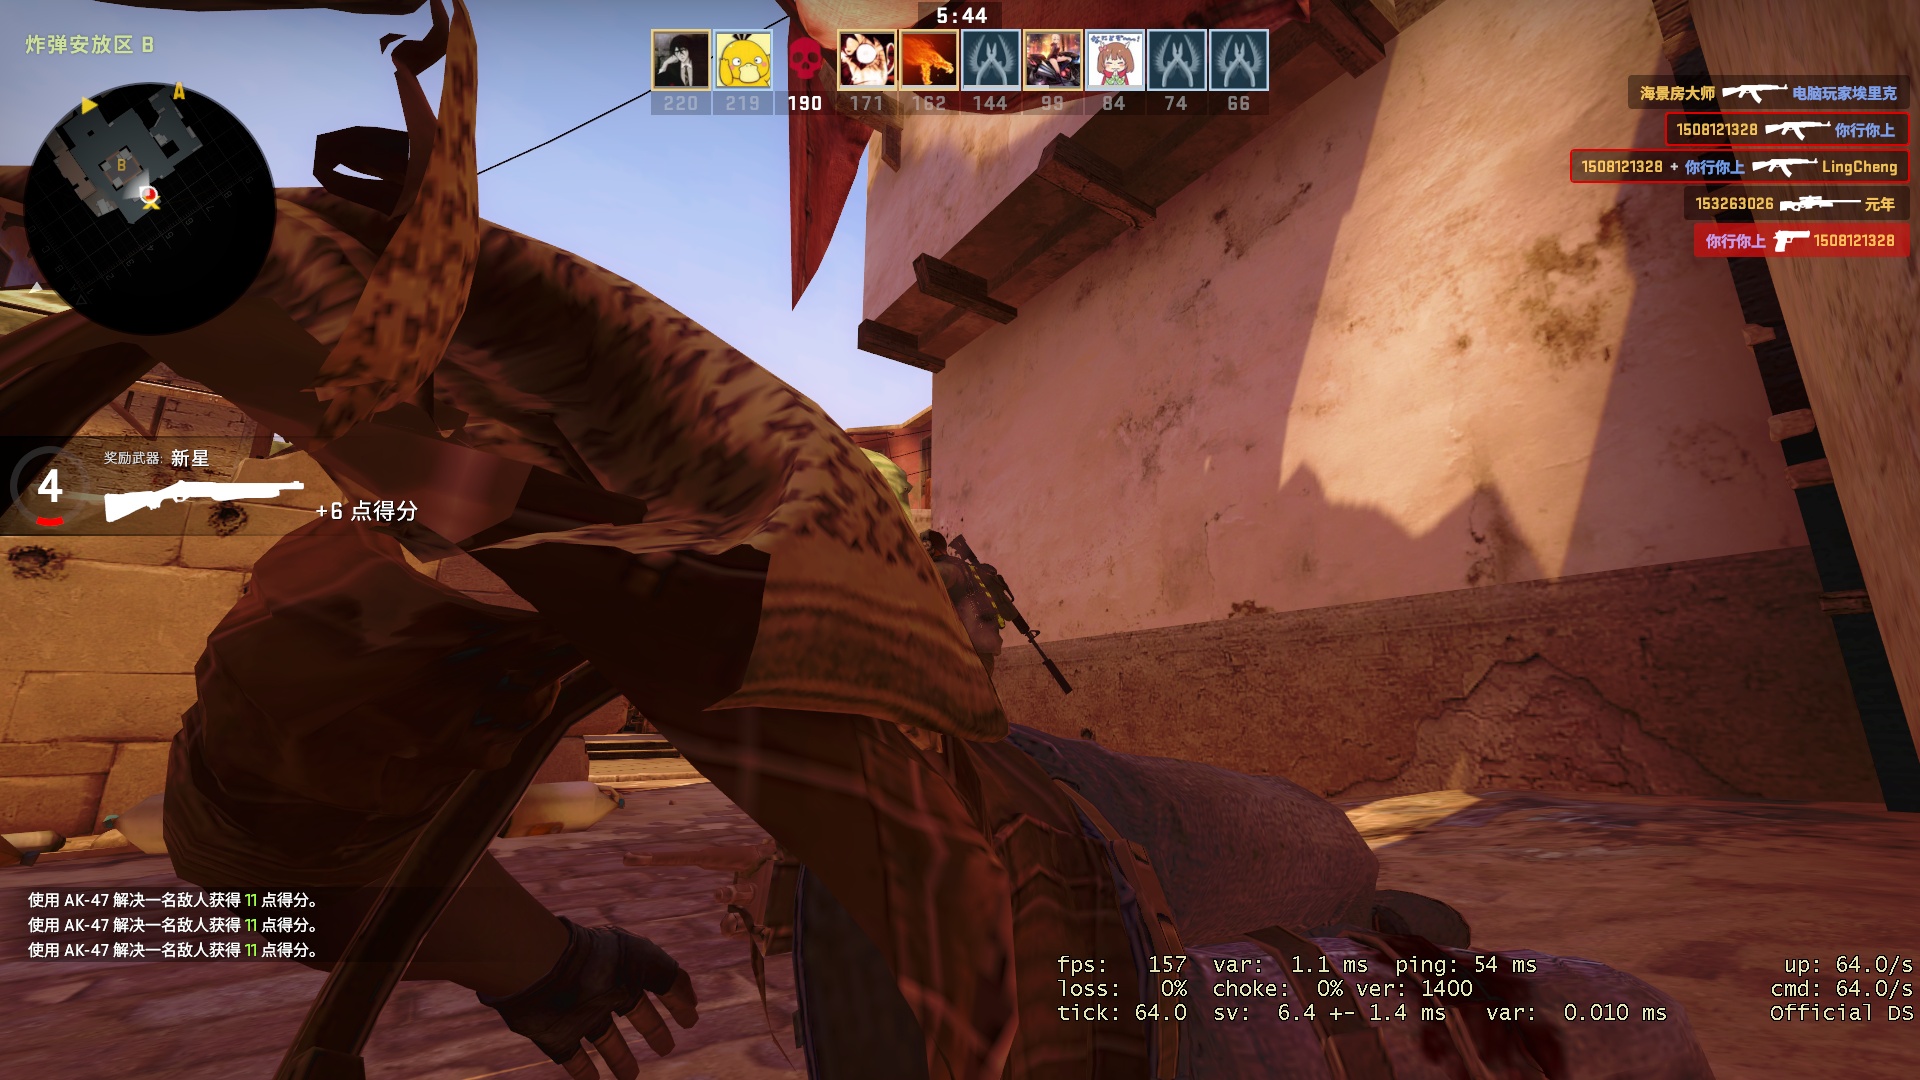 5:44
炸弹安放区 B
A
B
220 219 190 171 162 144 99 84 74 66
海景房大师 电脑玩家埃里克
1508121328 你行你上
1508121328 + 你行你上 LingCheng
153263026 元年
你行你上 1508121328
4 奖励武器: 新星
+6 点得分
使用 AK-47 解决一名敌人获得 11 点得分。
使用 AK-47 解决一名敌人获得 11 点得分。
使用 AK-47 解决一名敌人获得 11 点得分。
fps: 157 var: 1.1 ms ping: 54 ms up: 64.0/s
loss: 0% choke: 0% ver: 1400 cmd: 64.0/s
tick: 64.0 sv: 6.4 +- 1.4 ms var: 0.010 ms Official DS